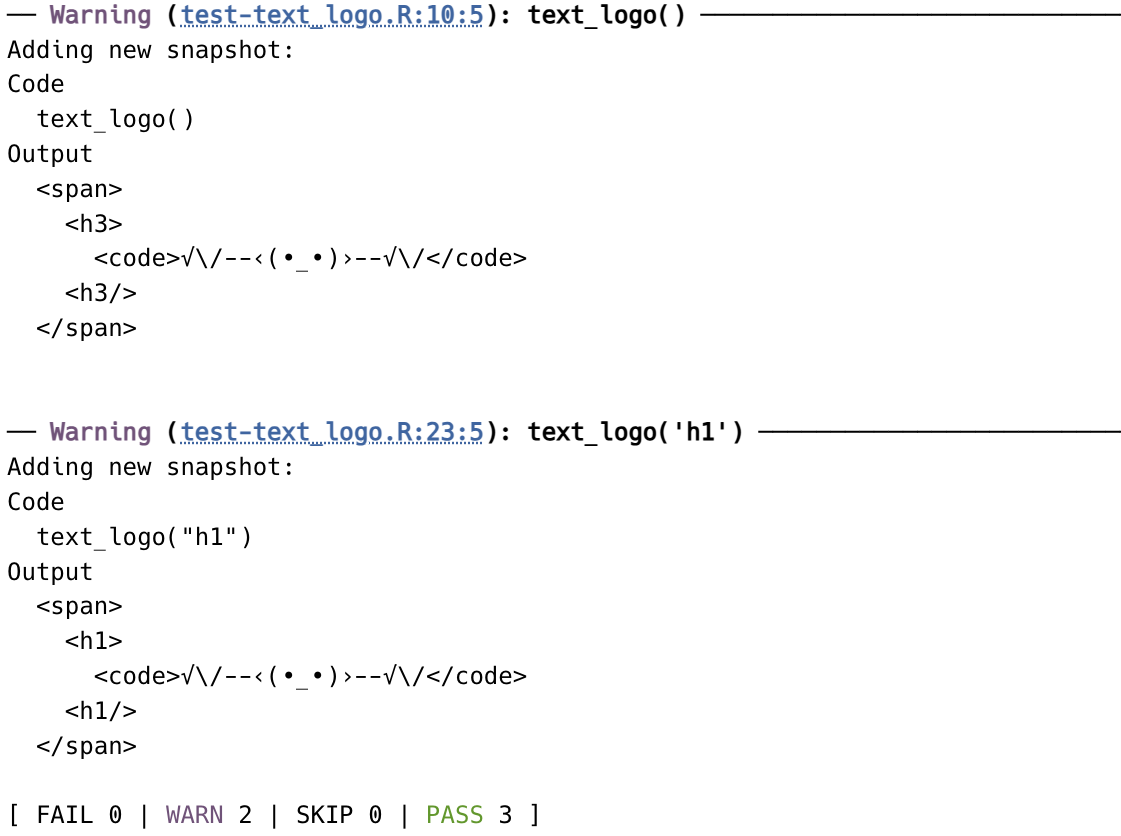 ── Warning (test-text_logo.R:10:5): text_logo() ─────────────────────────────
Adding new snapshot:
Code
  text_logo()
Output
  <span>
    <h3>
      <code>√\/--‹(•_•)›--√\/</code>
    <h3/>
  </span>

── Warning (test-text_logo.R:23:5): text_logo('h1') ─────────────────────────
Adding new snapshot:
Code
  text_logo("h1")
Output
  <span>
    <h1>
      <code>√\/--‹(•_•)›--√\/</code>
    <h1/>
  </span>

[ FAIL 0 | WARN 2 | SKIP 0 | PASS 3 ]